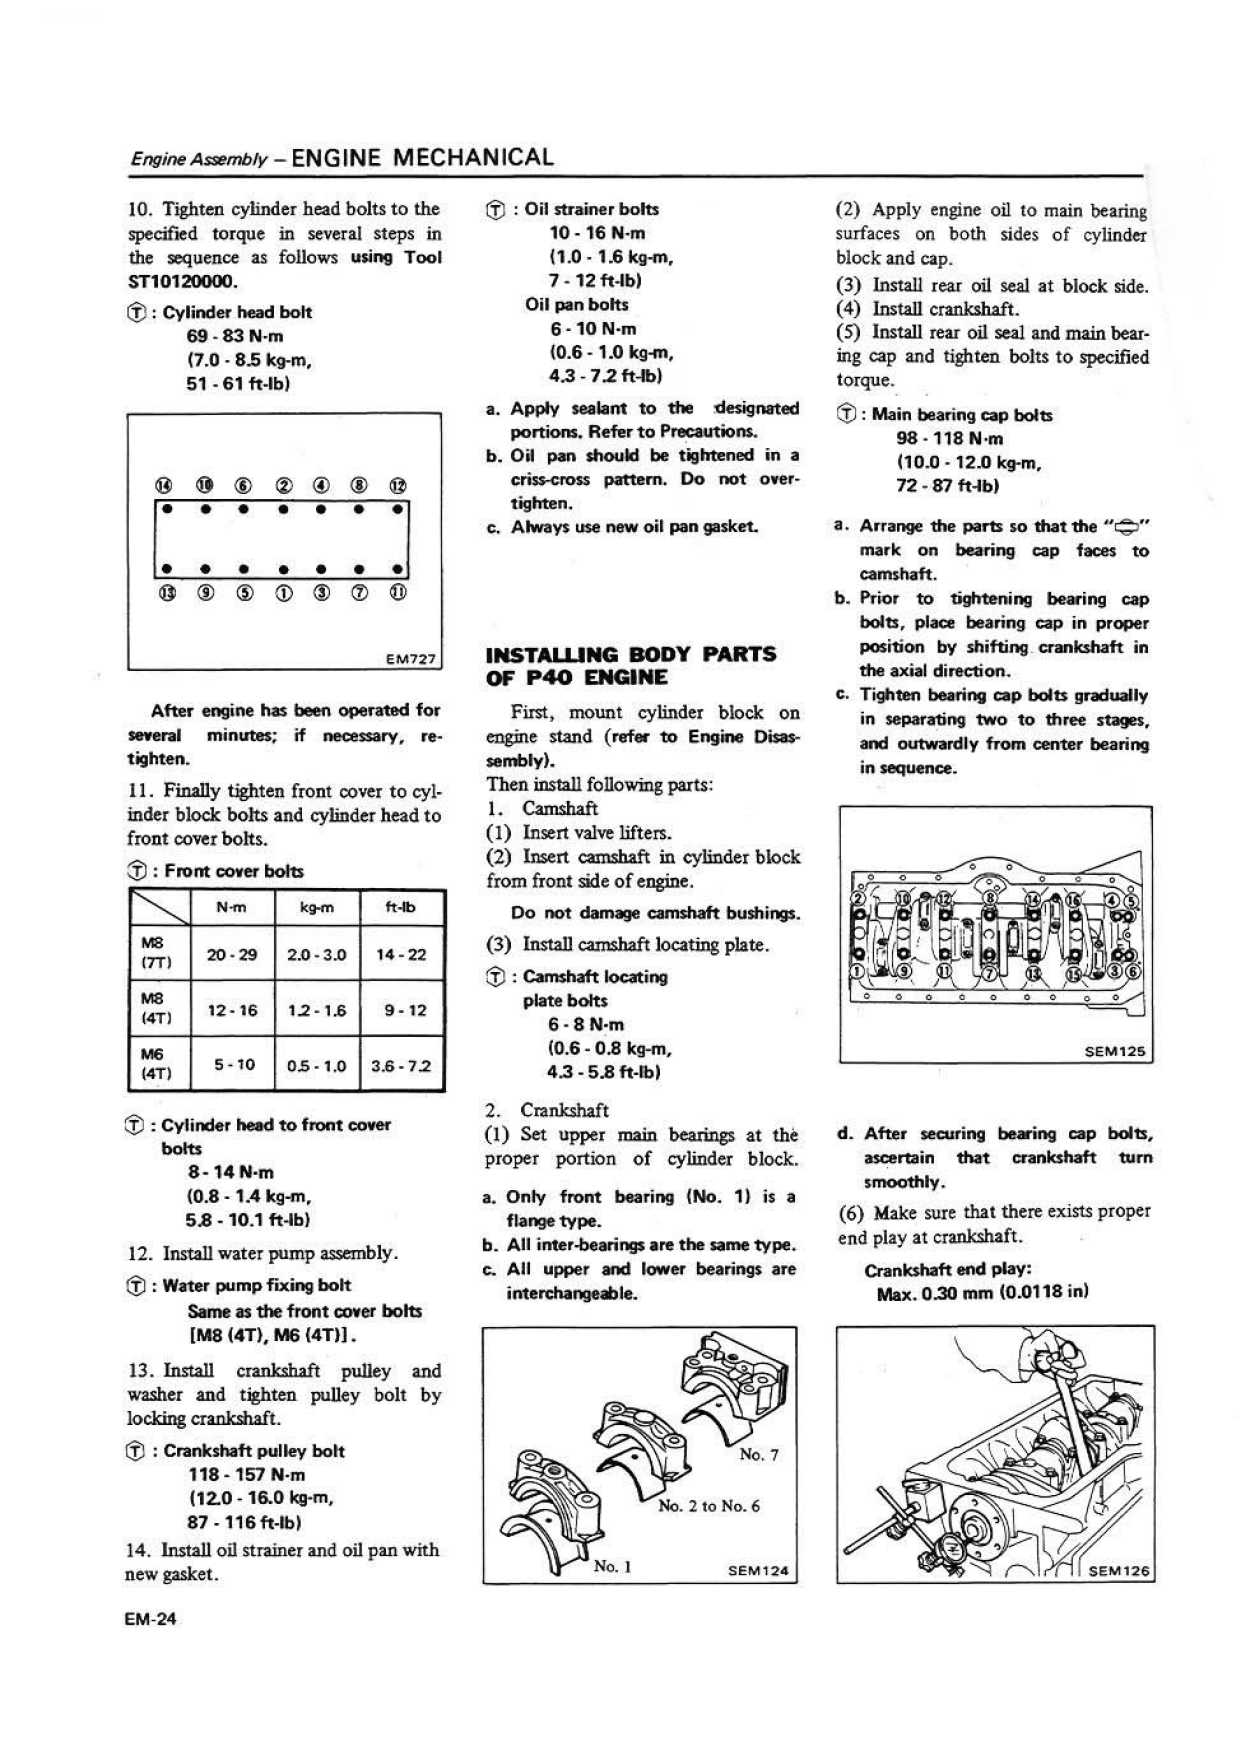 Engine Assembly – ENGINE MECHANICAL
10. Tighten cylinder head bolts to the
specified torque in several steps in
the sequence as follows using Tool
ST10120000.
Ⓣ : Cylinder head bolt
69 - 83 N·m
(7.0 - 8.5 kg-m,
51 - 61 ft-lb)
⑭ ⑩ ⑥ ② ④ ⑧ ⑫
⑬ ⑨ ⑤ ① ③ ⑦ ⑪
EM727
After engine has been operated for
several minutes; if necessary, re-
tighten.
11. Finally tighten front cover to cyl-
inder block bolts and cylinder head to
front cover bolts.
Ⓣ : Front cover bolts
N·m kg-m ft-lb
M8 (7T) 20 - 29 2.0 - 3.0 14 - 22
M8 (4T) 12 - 16 1.2 - 1.6 9 - 12
M6 (4T) 5 - 10 0.5 - 1.0 3.6 - 7.2
Ⓣ : Cylinder head to front cover
bolts
8 - 14 N·m
(0.8 - 1.4 kg-m,
5.8 - 10.1 ft-lb)
12. Install water pump assembly.
Ⓣ : Water pump fixing bolt
Same as the front cover bolts
[M8 (4T), M6 (4T)].
13. Install crankshaft pulley and
washer and tighten pulley bolt by
locking crankshaft.
Ⓣ : Crankshaft pulley bolt
118 - 157 N·m
(12.0 - 16.0 kg-m,
87 - 116 ft-lb)
14. Install oil strainer and oil pan with
new gasket.
Ⓣ : Oil strainer bolts
10 - 16 N·m
(1.0 - 1.6 kg-m,
7 - 12 ft-lb)
Oil pan bolts
6 - 10 N·m
(0.6 - 1.0 kg-m,
4.3 - 7.2 ft-lb)
a. Apply sealant to the designated
portions. Refer to Precautions.
b. Oil pan should be tightened in a
criss-cross pattern. Do not over-
tighten.
c. Always use new oil pan gasket.
INSTALLING BODY PARTS
OF P40 ENGINE
First, mount cylinder block on
engine stand (refer to Engine Disas-
sembly).
Then install following parts:
1. Camshaft
(1) Insert valve lifters.
(2) Insert camshaft in cylinder block
from front side of engine.
Do not damage camshaft bushings.
(3) Install camshaft locating plate.
Ⓣ : Camshaft locating
plate bolts
6 - 8 N·m
(0.6 - 0.8 kg-m,
4.3 - 5.8 ft-lb)
2. Crankshaft
(1) Set upper main bearings at the
proper portion of cylinder block.
a. Only front bearing (No. 1) is a
flange type.
b. All inter-bearings are the same type.
c. All upper and lower bearings are
interchangeable.
No. 7
No. 2 to No. 6
No. 1
SEM124
(2) Apply engine oil to main bearing
surfaces on both sides of cylinder
block and cap.
(3) Install rear oil seal at block side.
(4) Install crankshaft.
(5) Install rear oil seal and main bear-
ing cap and tighten bolts to specified
torque.
Ⓣ : Main bearing cap bolts
98 - 118 N·m
(10.0 - 12.0 kg-m,
72 - 87 ft-lb)
a. Arrange the parts so that the " "
mark on bearing cap faces to
camshaft.
b. Prior to tightening bearing cap
bolts, place bearing cap in proper
position by shifting crankshaft in
the axial direction.
c. Tighten bearing cap bolts gradually
in separating two to three stages,
and outwardly from center bearing
in sequence.
② ⑩ ⑫ ⑧ ⑭ ⑯ ④ ⑤
① ⑨ ⑪ ⑦ ⑬ ⑮ ③ ⑥
SEM125
d. After securing bearing cap bolts,
ascertain that crankshaft turn
smoothly.
(6) Make sure that there exists proper
end play at crankshaft.
Crankshaft end play:
Max. 0.30 mm (0.0118 in)
SEM126
EM-24